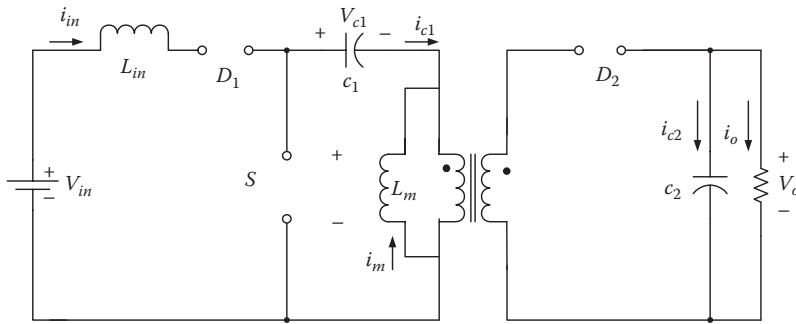 i_in
L_in
D_1
+ V_c1 −
c_1
i_c1
S
+
−
L_m
i_m
+
−
V_in
D_2
i_c2
i_o
c_2
+
V_o
−